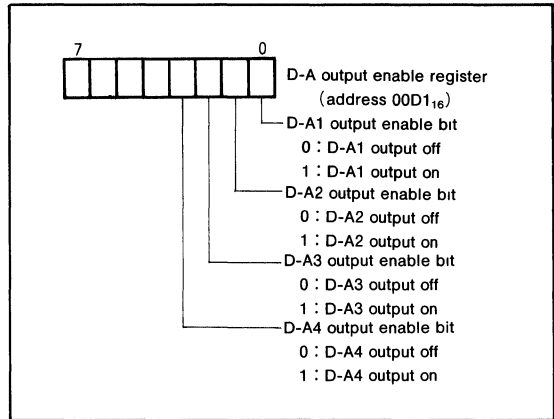 7 0
D-A output enable register
(address 00D1₁₆)
D-A1 output enable bit
0 : D-A1 output off
1 : D-A1 output on
D-A2 output enable bit
0 : D-A2 output off
1 : D-A2 output on
D-A3 output enable bit
0 : D-A3 output off
1 : D-A3 output on
D-A4 output enable bit
0 : D-A4 output off
1 : D-A4 output on